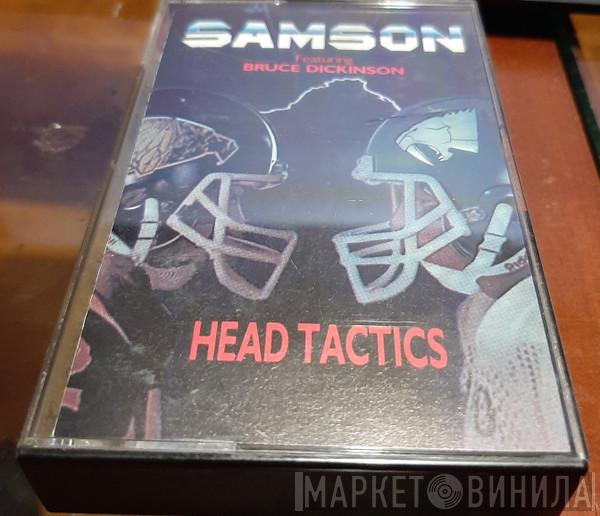 SAMSON
Featuring
BRUCE DICKINSON
HEAD TACTICS
МАРКЕТ ВИНИЛА